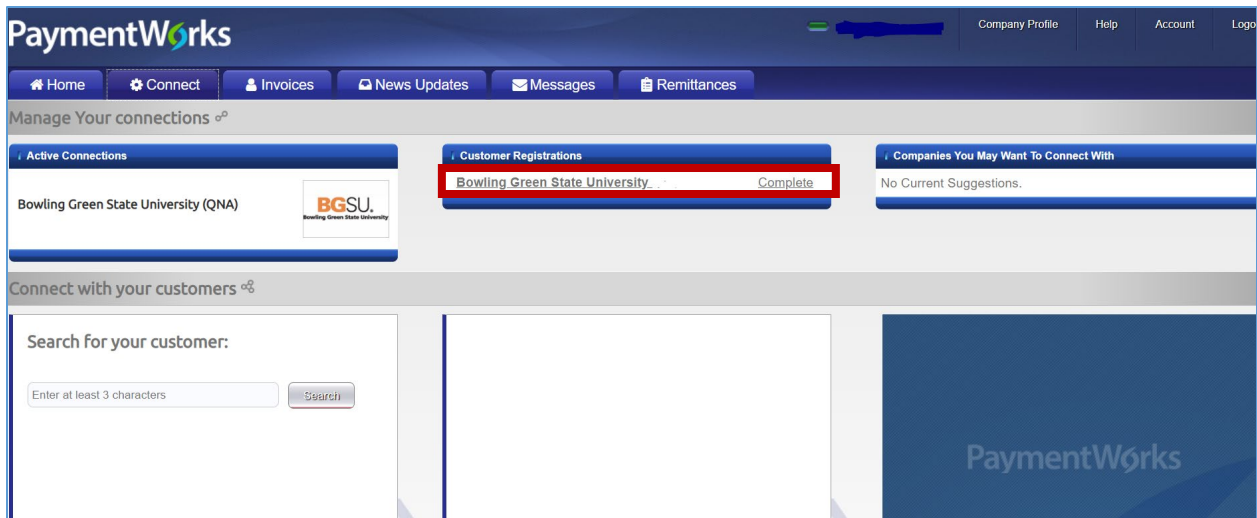 PaymentWorks
Company Profile Help Account Logo
Home Connect Invoices News Updates Messages Remittances
Manage Your connections
Active Connections
Bowling Green State University (QNA)
BGSU.
Bowling Green State University
Customer Registrations
Bowling Green State University Complete
Companies You May Want To Connect With
No Current Suggestions.
Connect with your customers
Search for your customer:
Enter at least 3 characters Search
PaymentWorks